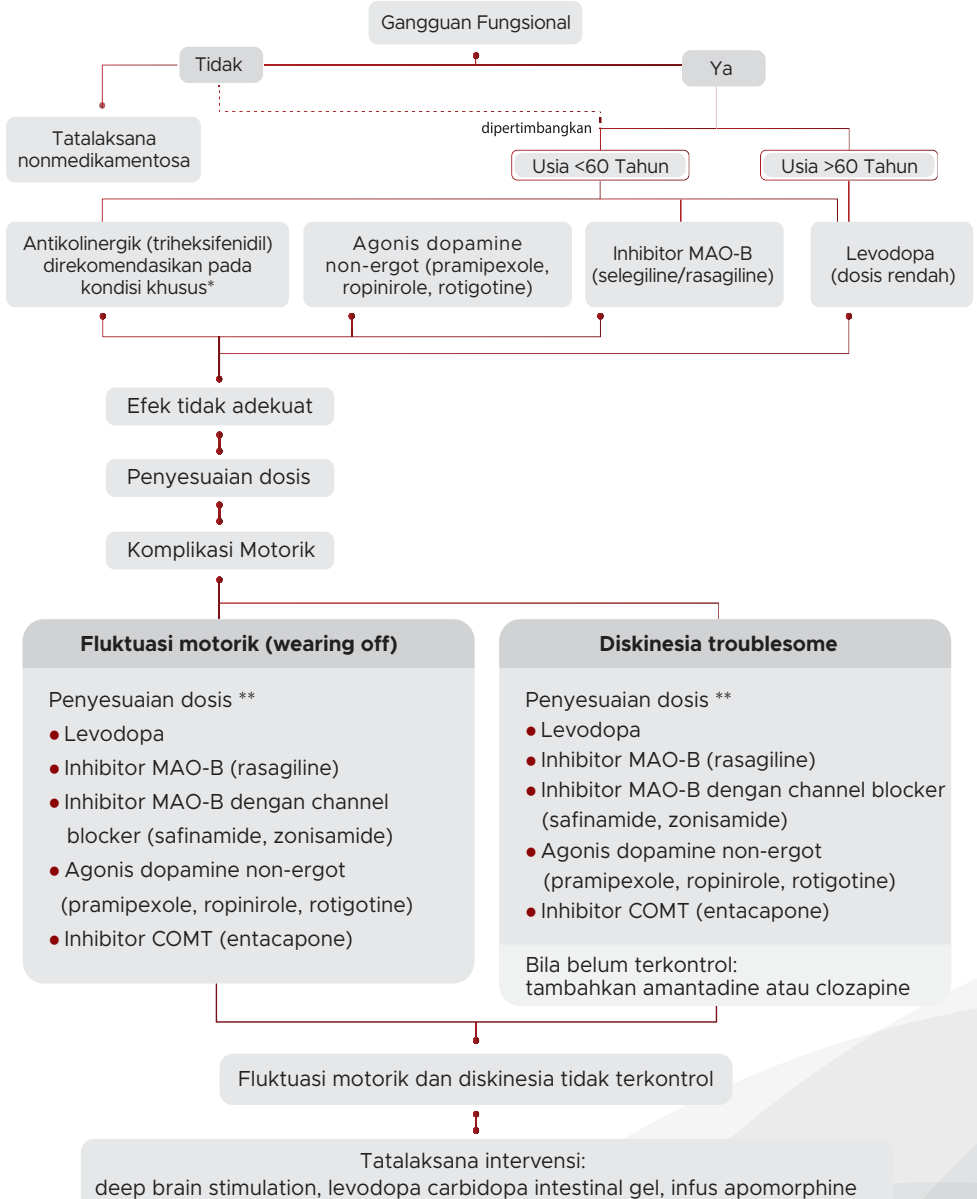 Gangguan Fungsional
Tidak
Ya
Tatalaksana
nonmedikamentosa
dipertimbangkan
Usia <60 Tahun
Usia >60 Tahun
Antikolinergik (triheksifenidil)
direkomendasikan pada
kondisi khusus*
Agonis dopamine
non-ergot (pramipexole,
ropinirole, rotigotine)
Inhibitor MAO-B
(selegiline/rasagiline)
Levodopa
(dosis rendah)
Efek tidak adekuat
Penyesuaian dosis
Komplikasi Motorik
Fluktuasi motorik (wearing off)
Penyesuaian dosis **
• Levodopa
• Inhibitor MAO-B (rasagiline)
• Inhibitor MAO-B dengan channel
blocker (safinamide, zonisamide)
• Agonis dopamine non-ergot
(pramipexole, ropinirole, rotigotine)
• Inhibitor COMT (entacapone)
Diskinesia troublesome
Penyesuaian dosis **
• Levodopa
• Inhibitor MAO-B (rasagiline)
• Inhibitor MAO-B dengan channel blocker
(safinamide, zonisamide)
• Agonis dopamine non-ergot
(pramipexole, ropinirole, rotigotine)
• Inhibitor COMT (entacapone)
Bila belum terkontrol:
tambahkan amantadine atau clozapine
Fluktuasi motorik dan diskinesia tidak terkontrol
Tatalaksana intervensi:
deep brain stimulation, levodopa carbidopa intestinal gel, infus apomorphine